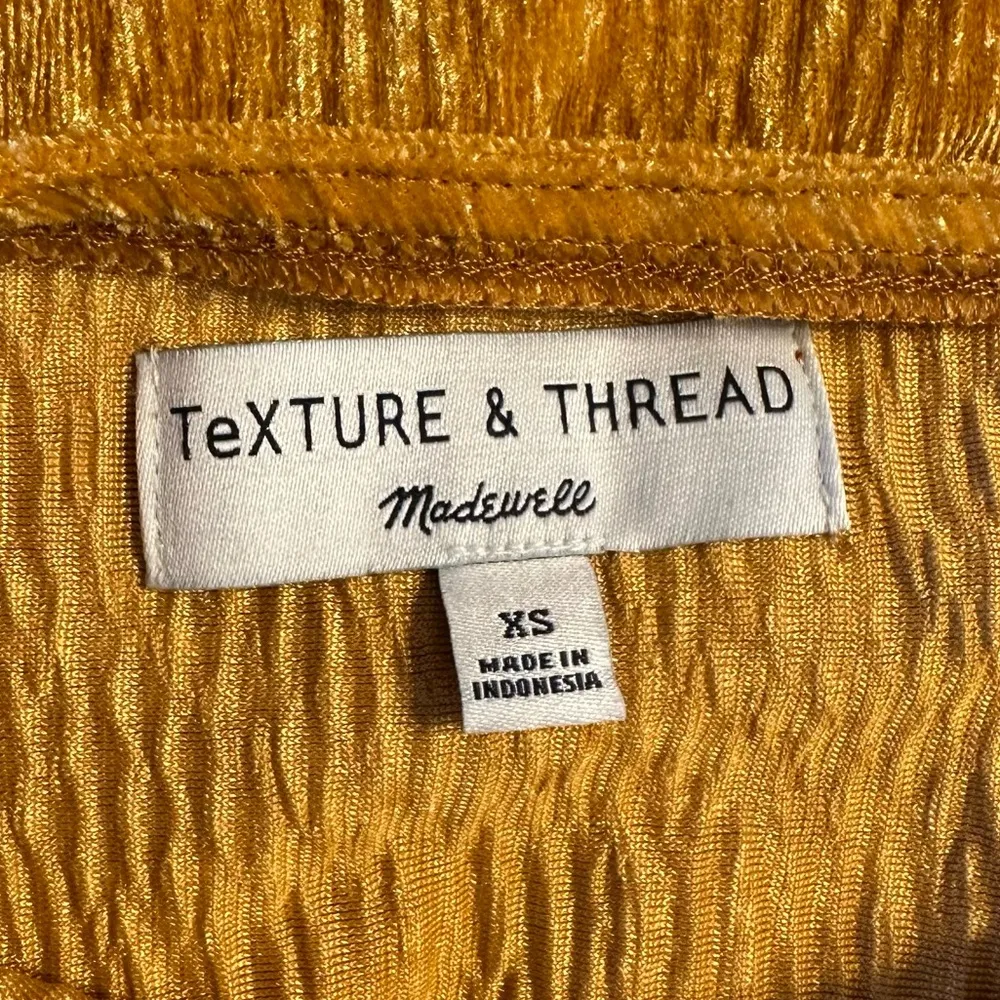 TeXTURE & THREAD
Madewell
XS
MADE IN
INDONESIA